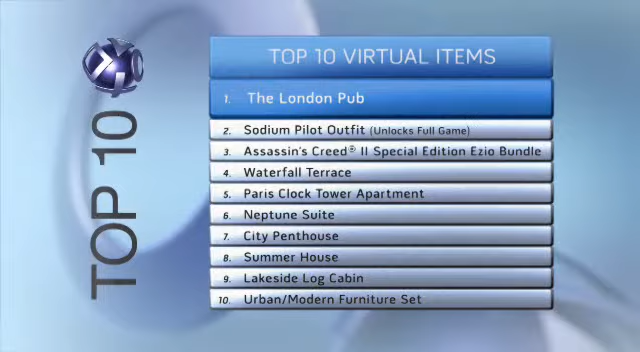 TOP 10
TOP 10 VIRTUAL ITEMS
1. The London Pub
2. Sodium Pilot Outfit (Unlocks Full Game)
3. Assassin's Creed® II Special Edition Ezio Bundle
4. Waterfall Terrace
5. Paris Clock Tower Apartment
6. Neptune Suite
7. City Penthouse
8. Summer House
9. Lakeside Log Cabin
10. Urban/Modern Furniture Set